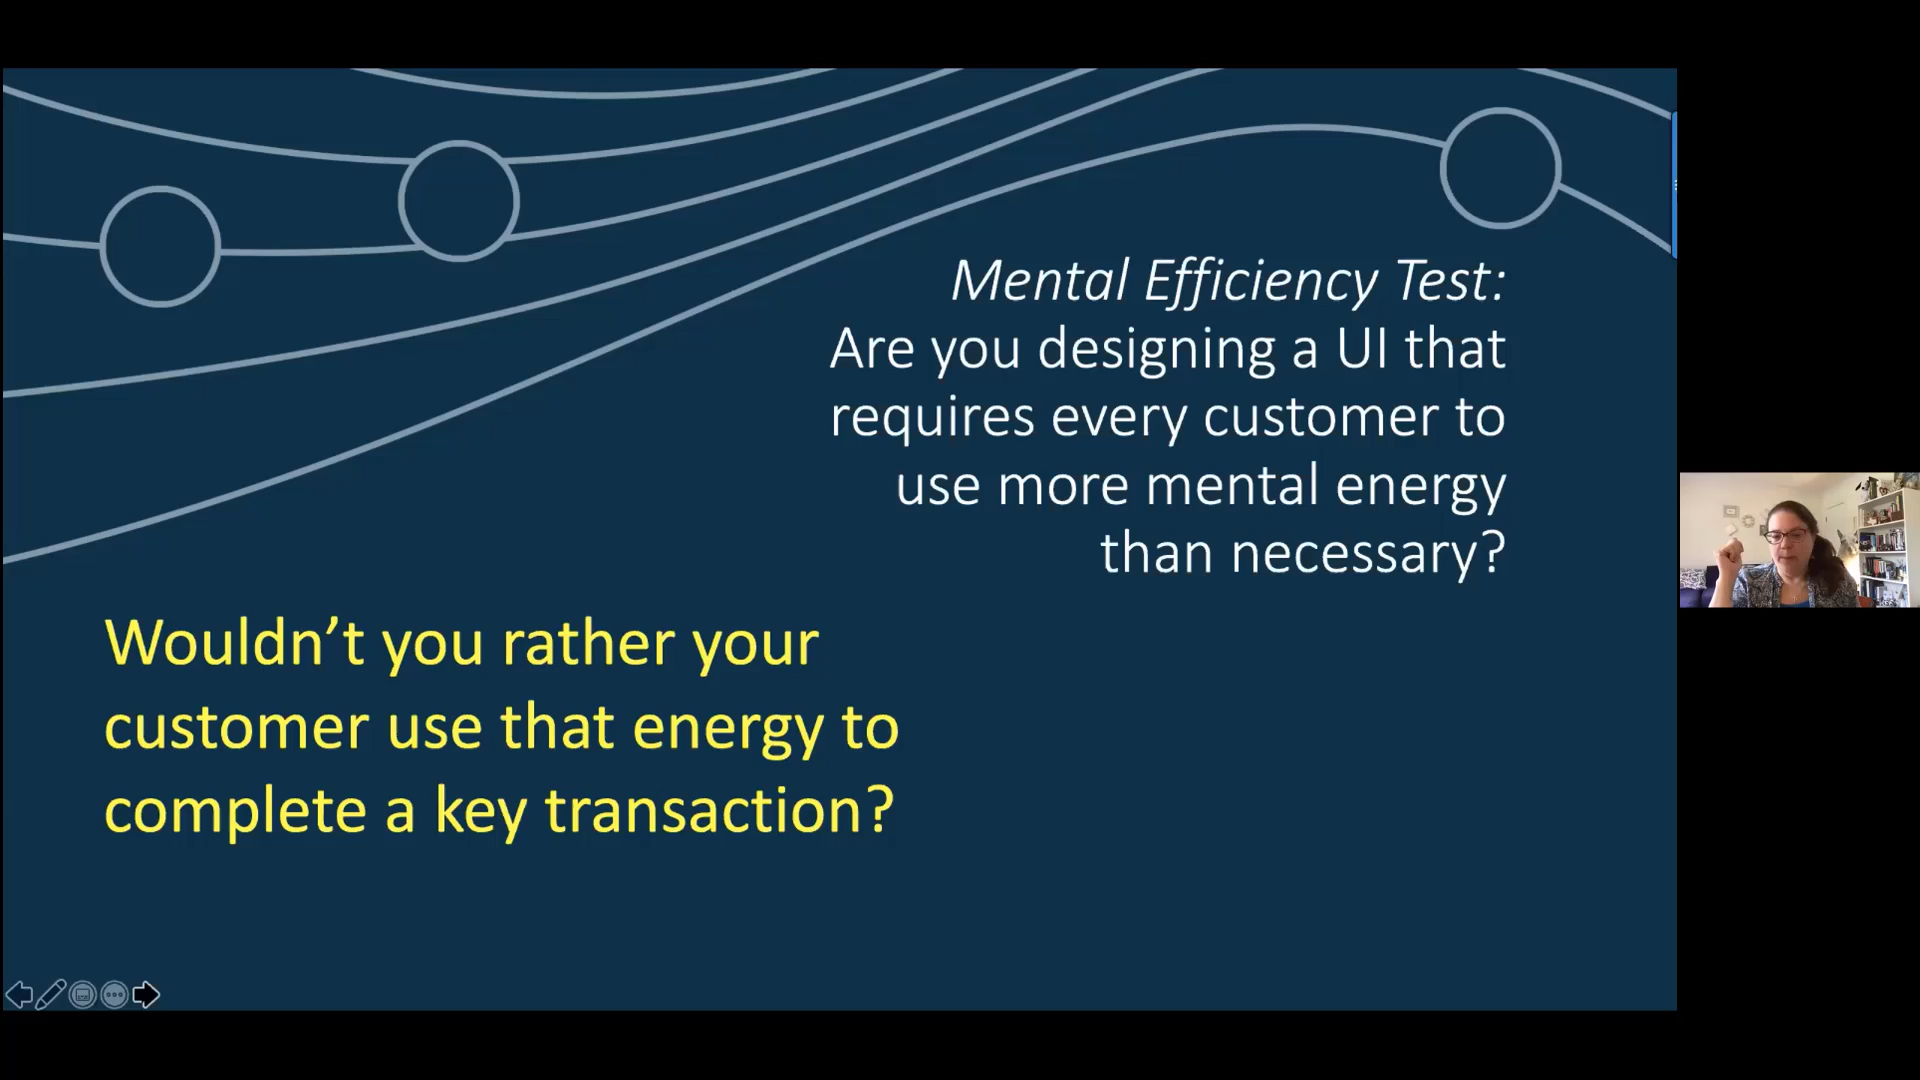 Mental Efficiency Test:
Are you designing a UI that
requires every customer to
use more mental energy
than necessary?
Wouldn’t you rather your
customer use that energy to
complete a key transaction?